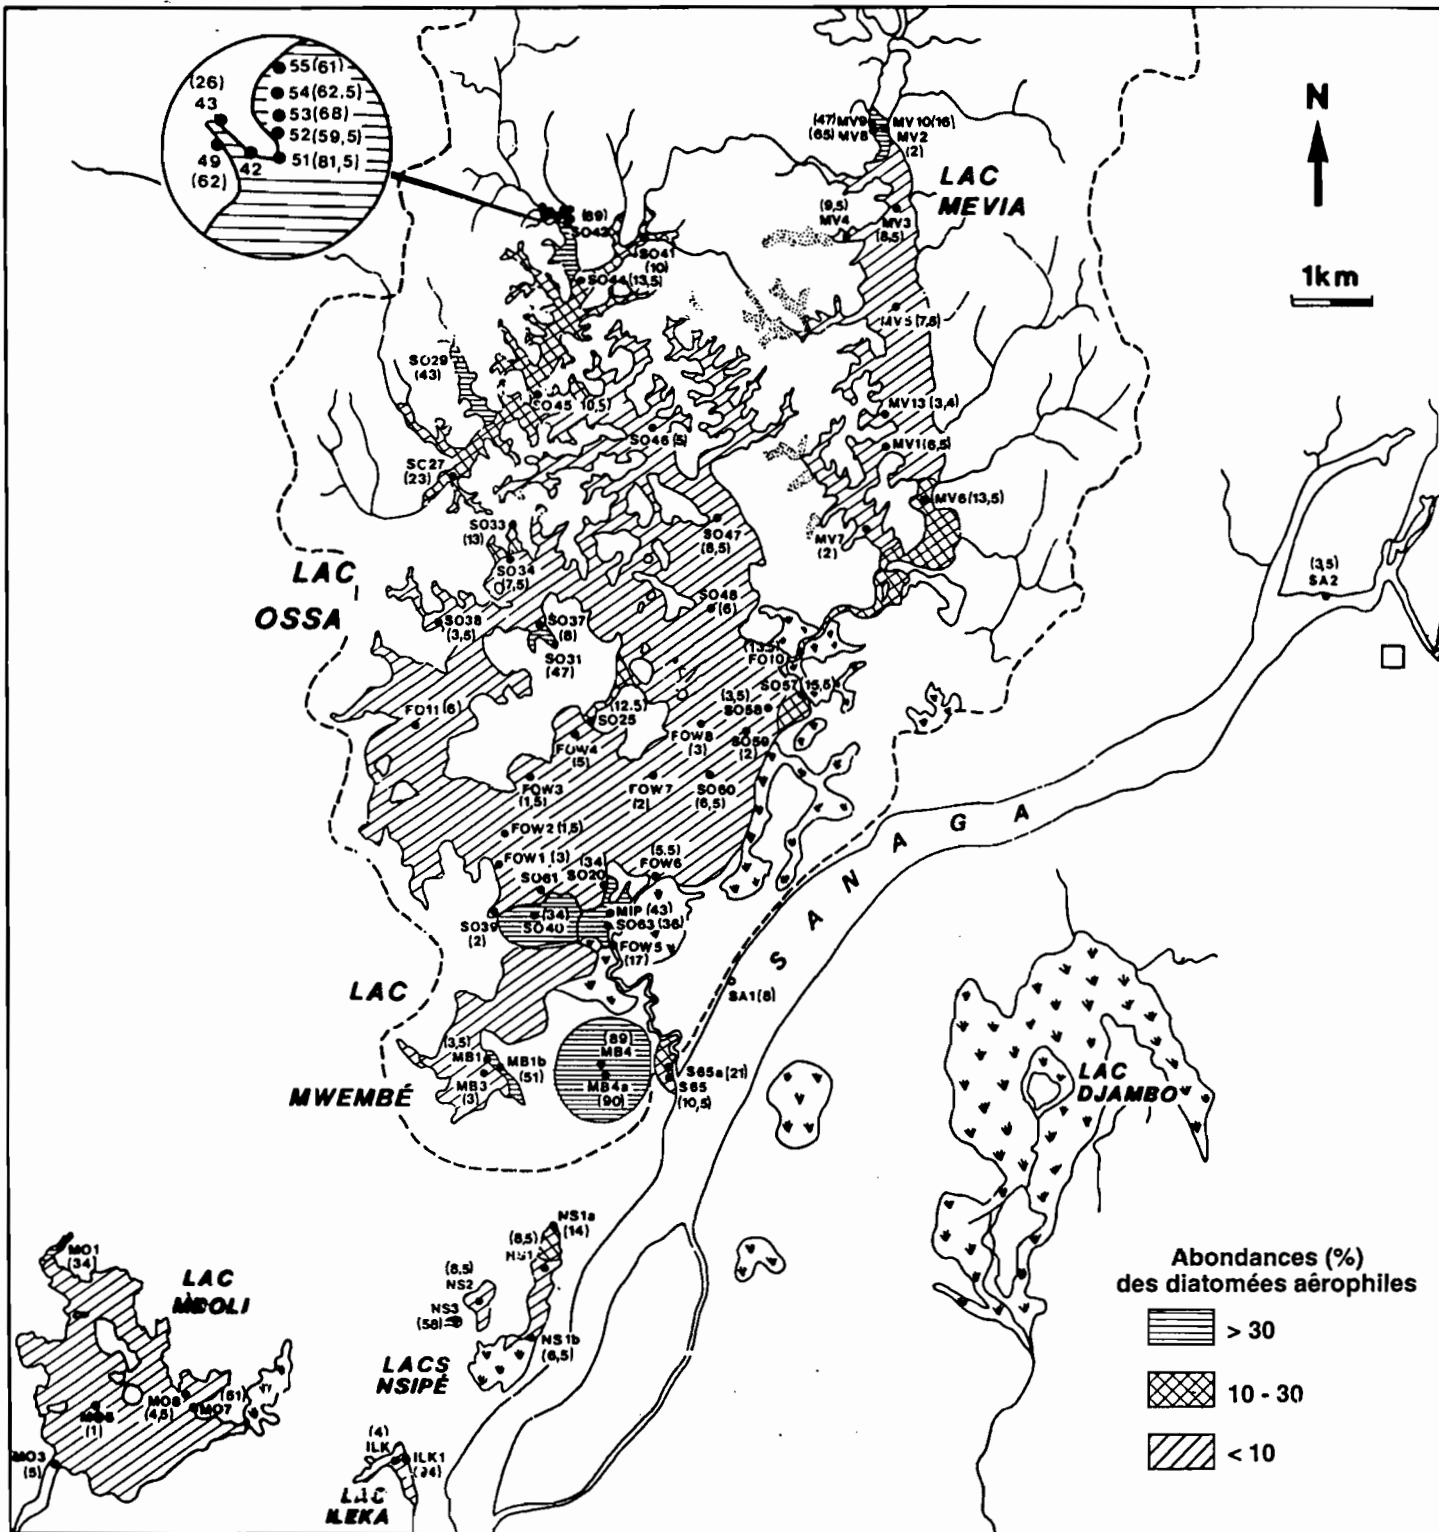 55(61)
54(62,5)
53(68)
52(59,5)
51(81,5)
(26)
43
49
(62)
42
(89)
SO42
SO41
(10)
SO44(13,5)
SO29
(43)
SO45
10,5)
SO46(5)
SC27
(23)
SO33
(13)
SO34
(7,5)
SO47
(8,5)
SO48
(6)
SO38
(3,5)
SO37
(8)
SO31
(47)
LAC
OSSA
(47)MV9
(65)MV8
MV10(16)
MV2
(2)
LAC
MEVIA
(9,5)
MV4
MV3
(8,5)
MV5
MV13(3,4)
MV1(6,5)
MV6(13,5)
MV7
(2)
N
1km
(3,5)
SA2
FO10
SO57
15,5)
(3,5)
SO58
SO59
(2)
(12.5)
SO25
FO11(6)
FOW4
(5)
FOW8
(3)
FOW3
(1,5)
FOW7
(2)
SO60
(6,5)
FOW2(1,5)
FOW1(3)
SO61
(34)
SO20
(5.5)
FOW6
MIP(43)
SO63(36)
(34)
SO40
SO39
(2)
FOW5
(17)
SANAGA
SA1(8)
LAC
MWEMBÉ
(3,5)
MB1
MB1b
(51)
MB3
(3)
(89)
MB4
MB4a
(90)
S65a(21)
S65
(10,5)
LAC
DJAMBO
NS1a
(14)
(8,5)
NS1
NS2
NS3
(58)
NS1b
(6,5)
LACS
NSIPÉ
MO1
(34)
LAC
MBOLI
(1)
(4,5)
(51)
MO7
MO3
(5)
(4)
ILK
ILK1
LAC
ILEKA
Abondances (%)
des diatomées aérophiles
> 30
10 - 30
< 10